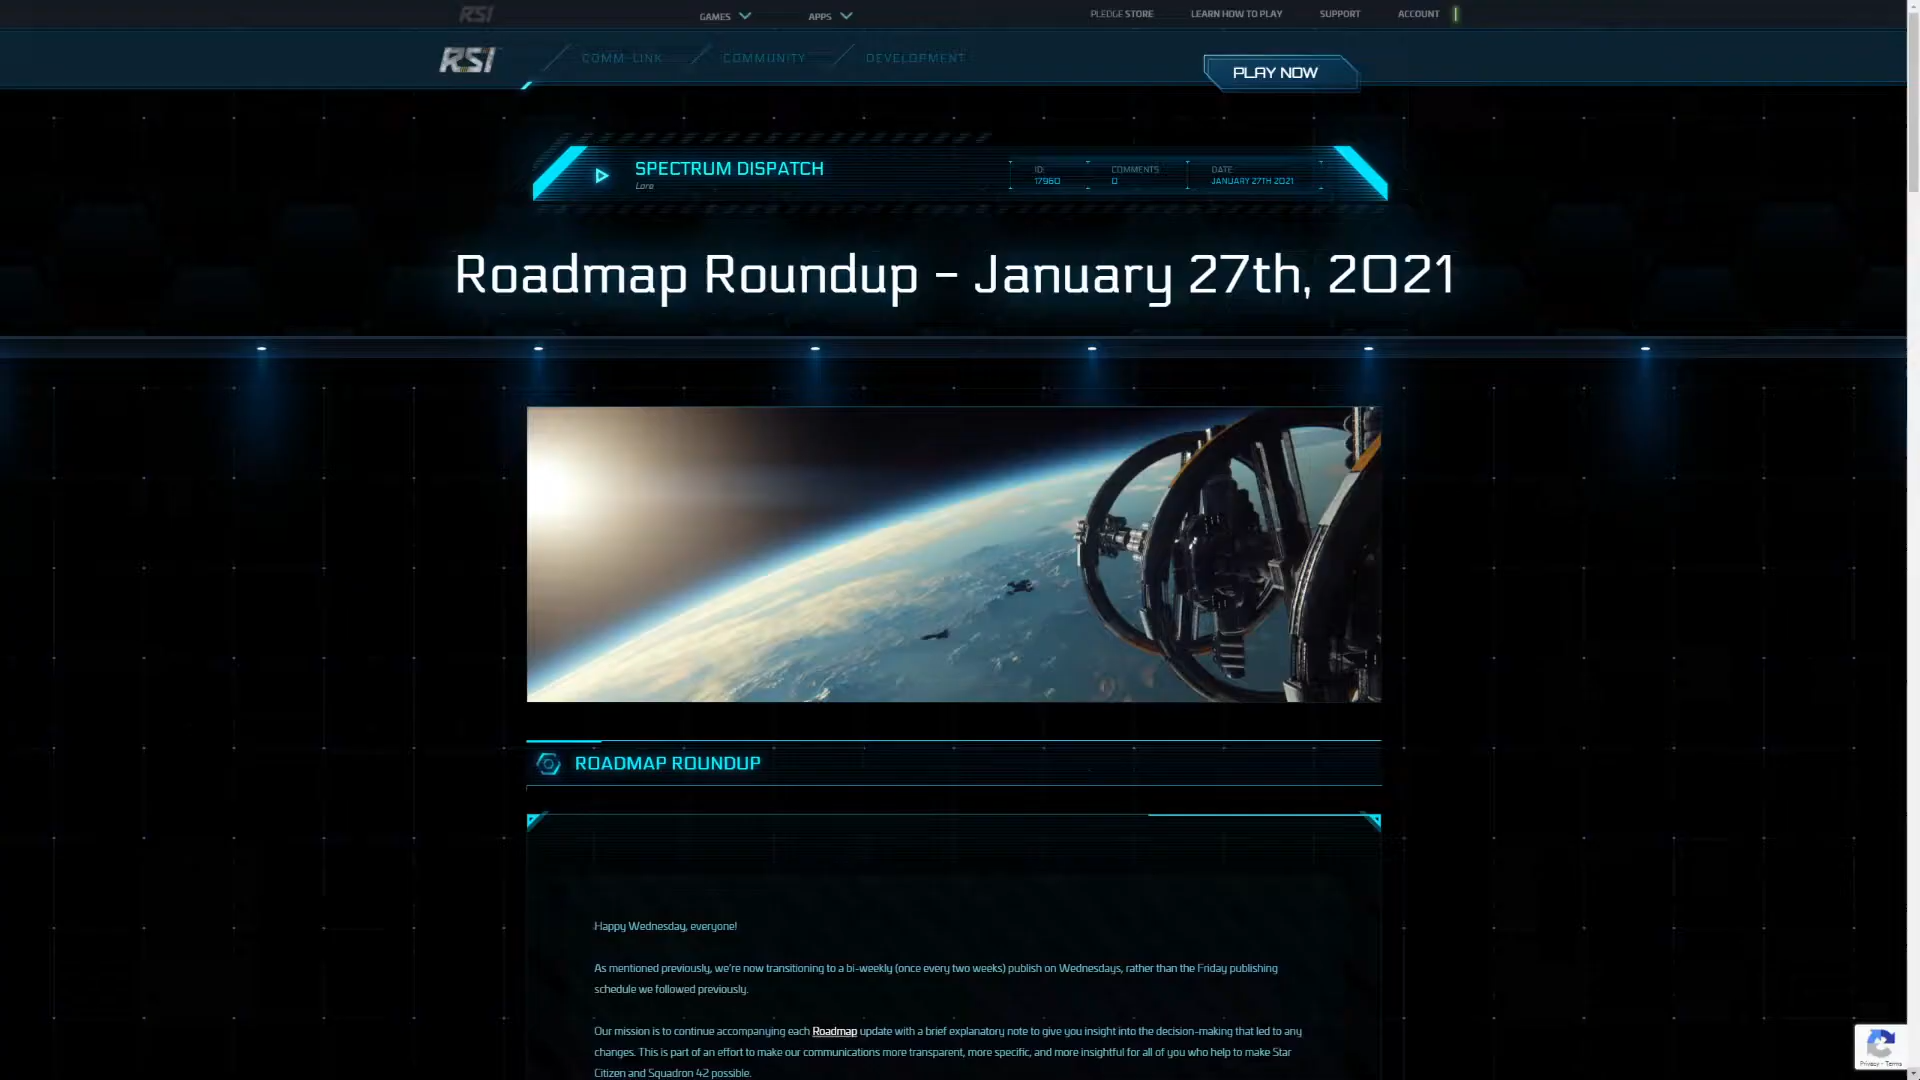 RSI
GAMES
APPS
PLEDGE STORE
LEARN HOW TO PLAY
SUPPORT
ACCOUNT
RSI
COMM-LINK
COMMUNITY
DEVELOPMENT
PLAY NOW
SPECTRUM DISPATCH
Lore
ID:
17960
COMMENTS
0
DATE:
JANUARY 27TH 2021
Roadmap Roundup - January 27th, 2021
ROADMAP ROUNDUP
Happy Wednesday, everyone!
As mentioned previously, we're now transitioning to a bi-weekly (once every two weeks) publish on Wednesdays, rather than the Friday publishing
schedule we followed previously.
Our mission is to continue accompanying each Roadmap update with a brief explanatory note to give you insight into the decision-making that led to any
changes. This is part of an effort to make our communications more transparent, more specific, and more insightful for all of you who help to make Star
Citizen and Squadron 42 possible.
Privacy - Terms